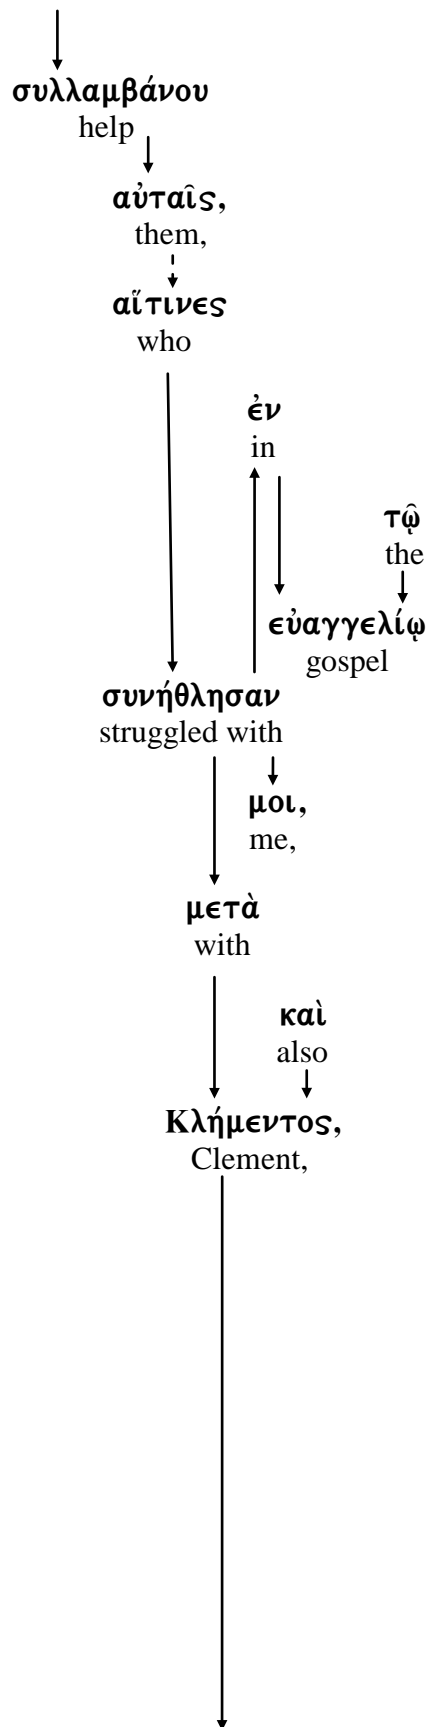 συλλαμβάνου
help
αὐταῖς,
them,
αἵτινες
who
ἐν
in
τῷ
the
εὐαγγελίῳ
gospel
συνήθλησαν
struggled with
μοι,
me,
μετὰ
with
καὶ
also
Κλήμεντος,
Clement,